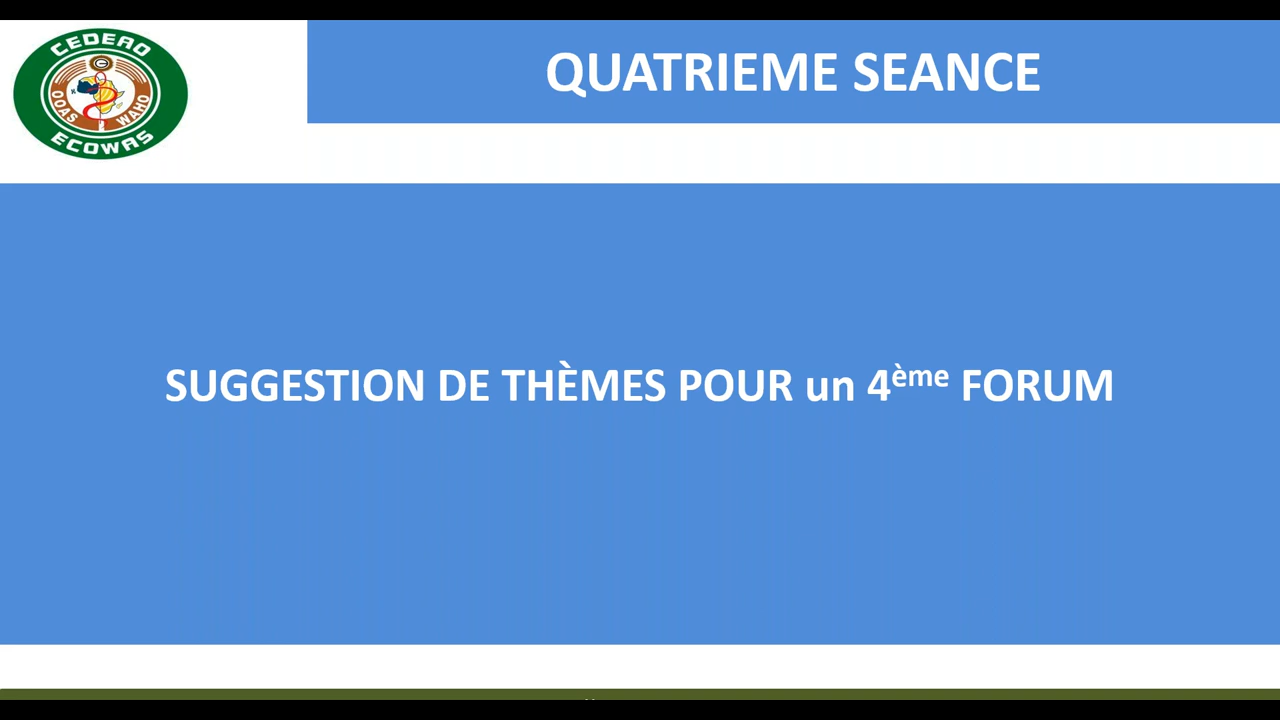 CEDEAO
OOAS WAHO
ECOWAS
QUATRIEME SEANCE
SUGGESTION DE THÈMES POUR un 4ème FORUM